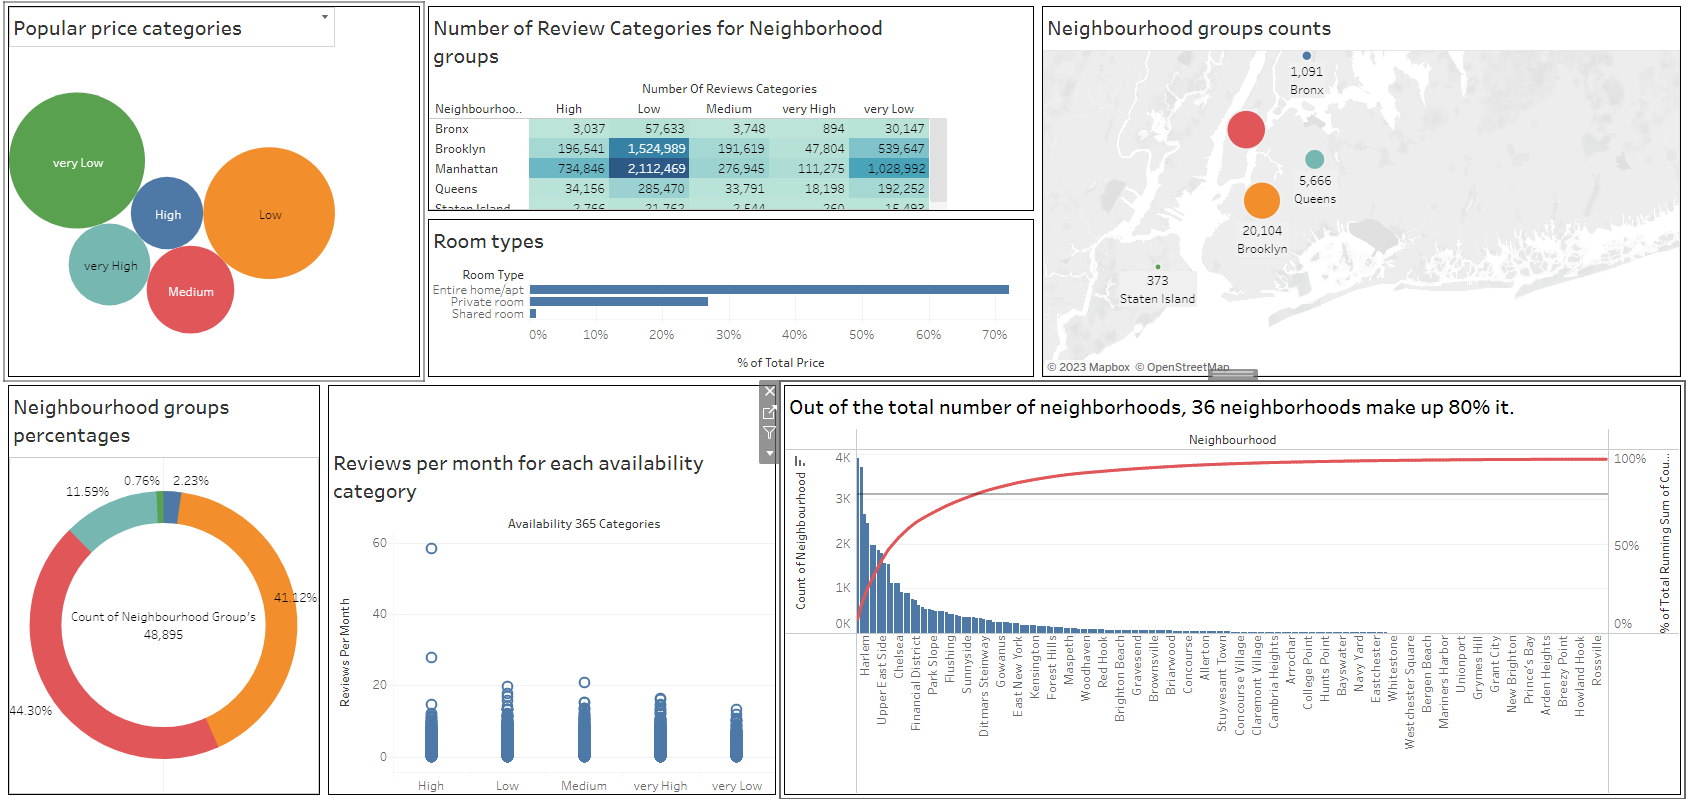 Popular price categories
very Low
High
Low
very High
Medium
Number of Review Categories for Neighborhood
groups
Number Of Reviews Categories
Neighbourhoo.. High Low Medium very High very Low
Bronx 3,037 57,633 3,748 894 30,147
Brooklyn 196,541 1,524,989 191,619 47,804 539,647
Manhattan 734,846 2,112,469 276,945 111,275 1,028,992
Queens 34,156 285,470 33,791 18,198 192,252
Staten Island 2,766 21,762 2,544 260 15,493
Room types
Room Type
Entire home/apt
Private room
Shared room
0% 10% 20% 30% 40% 50% 60% 70%
% of Total Price
Neighbourhood groups counts
1,091
Bronx
5,666
Queens
20,104
Brooklyn
373
Staten Island
© 2023 Mapbox © OpenStreetMap
Neighbourhood groups
percentages
0.76% 2.23%
11.59%
41.12%
Count of Neighbourhood Group's
48,895
44.30%
Reviews per month for each availability
category
Availability 365 Categories
Reviews Per Month
60
40
20
0
High Low Medium very High very Low
Out of the total number of neighborhoods, 36 neighborhoods make up 80% it.
Neighbourhood
Count of Neighbourhood
4K
3K
2K
1K
0K
100%
50%
0%
% of Total Running Sum of Cou...
Harlem
Upper East Side
Chelsea
Financial District
Park Slope
Flushing
Sunnyside
Ditmars Steinway
Gowanus
East New York
Kensington
Forest Hills
Maspeth
Woodhaven
Red Hook
Brighton Beach
Gravesend
Brownsville
Briarwood
Concourse
Allerton
Stuyvesant Town
Concourse Village
Claremont Village
Cambria Heights
Arrochar
College Point
Hunts Point
Bayswater
Navy Yard
Eastchester
Whitestone
Westchester Square
Bergen Beach
Mariners Harbor
Unionport
Grymes Hill
Grant City
New Brighton
Prince's Bay
Arden Heights
Breezy Point
Howland Hook
Rossville